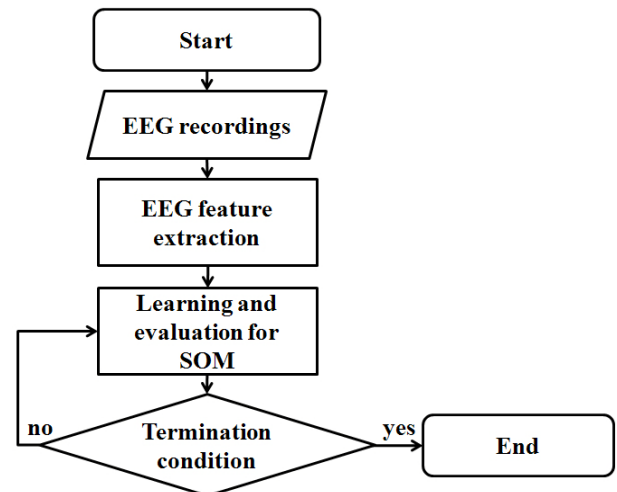 Start
EEG recordings
EEG feature
extraction
Learning and
evaluation for
SOM
no
Termination
condition
yes
End